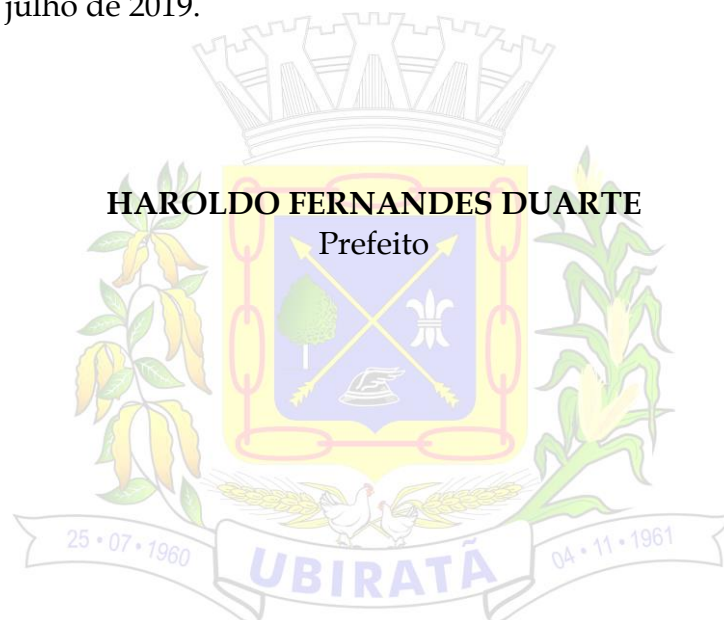 julho de 2019.
HAROLDO FERNANDES DUARTE
Prefeito
25 • 07 • 1960
UBIRATÃ
04 • 11 • 1961